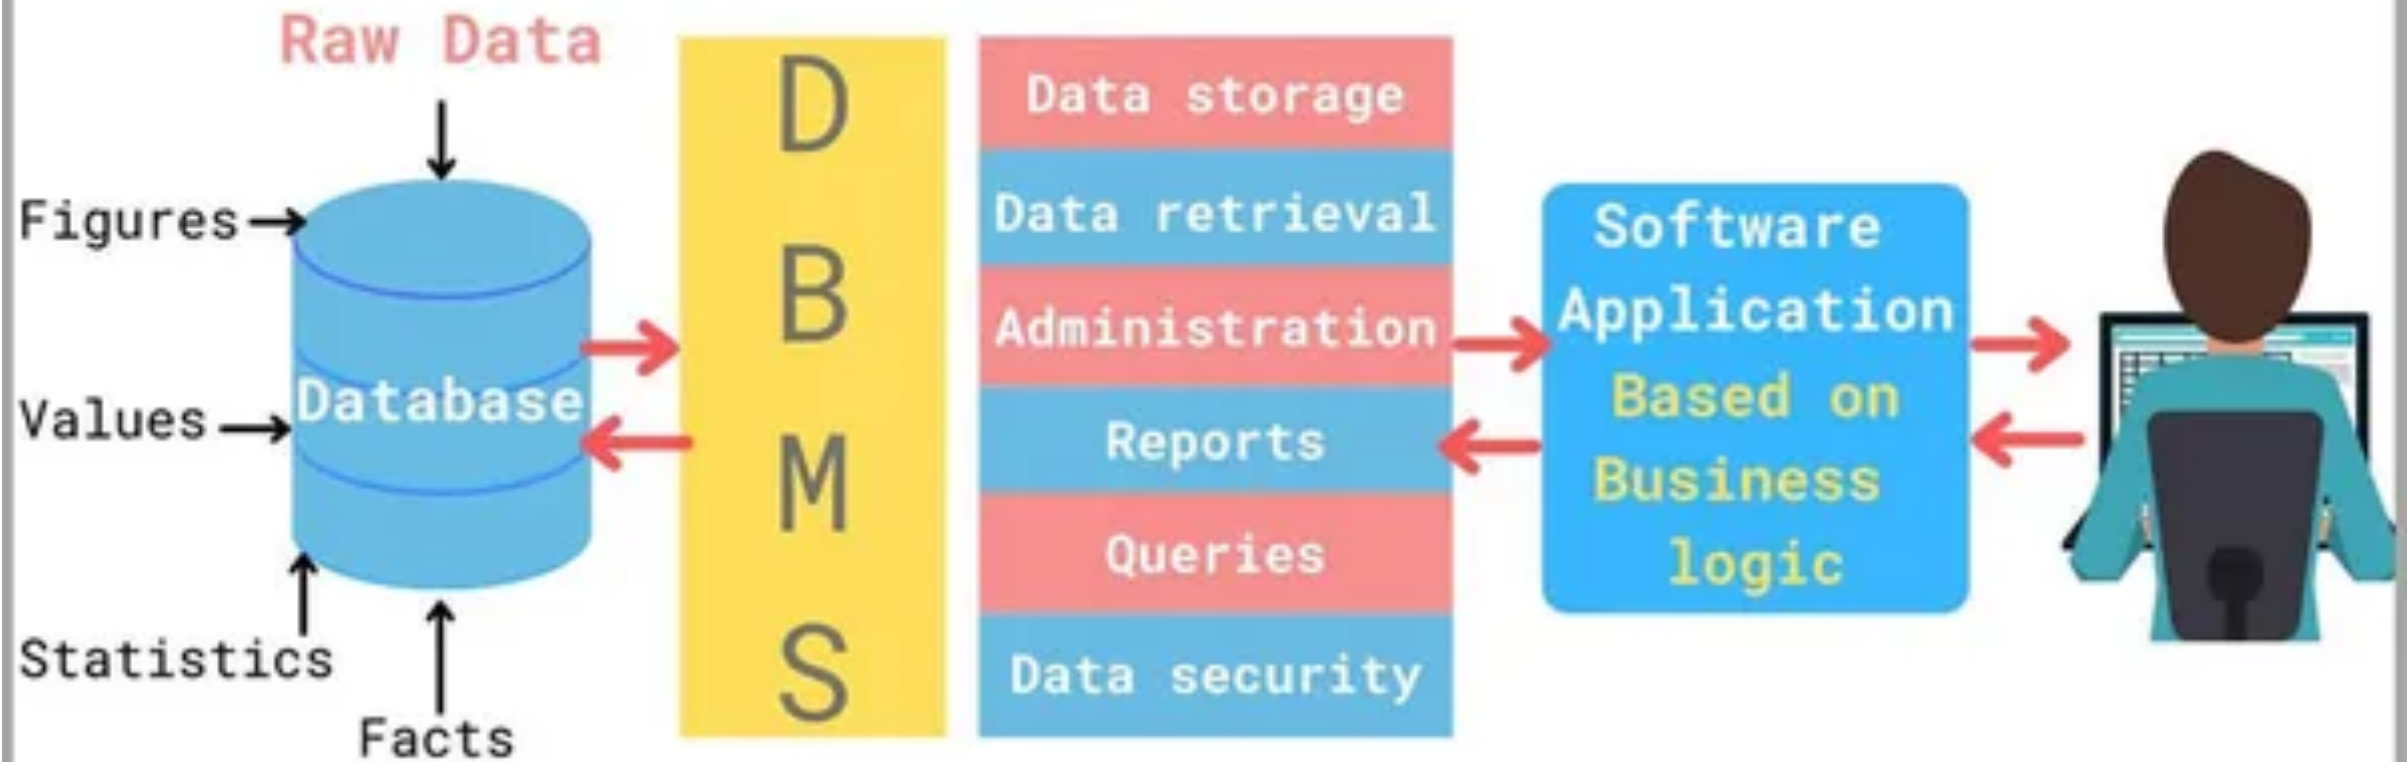 Raw Data
Figures
Values
Database
Statistics
Facts
D
B
M
S
Data storage
Data retrieval
Administration
Reports
Queries
Data security
Software
Application
Based on
Business
logic